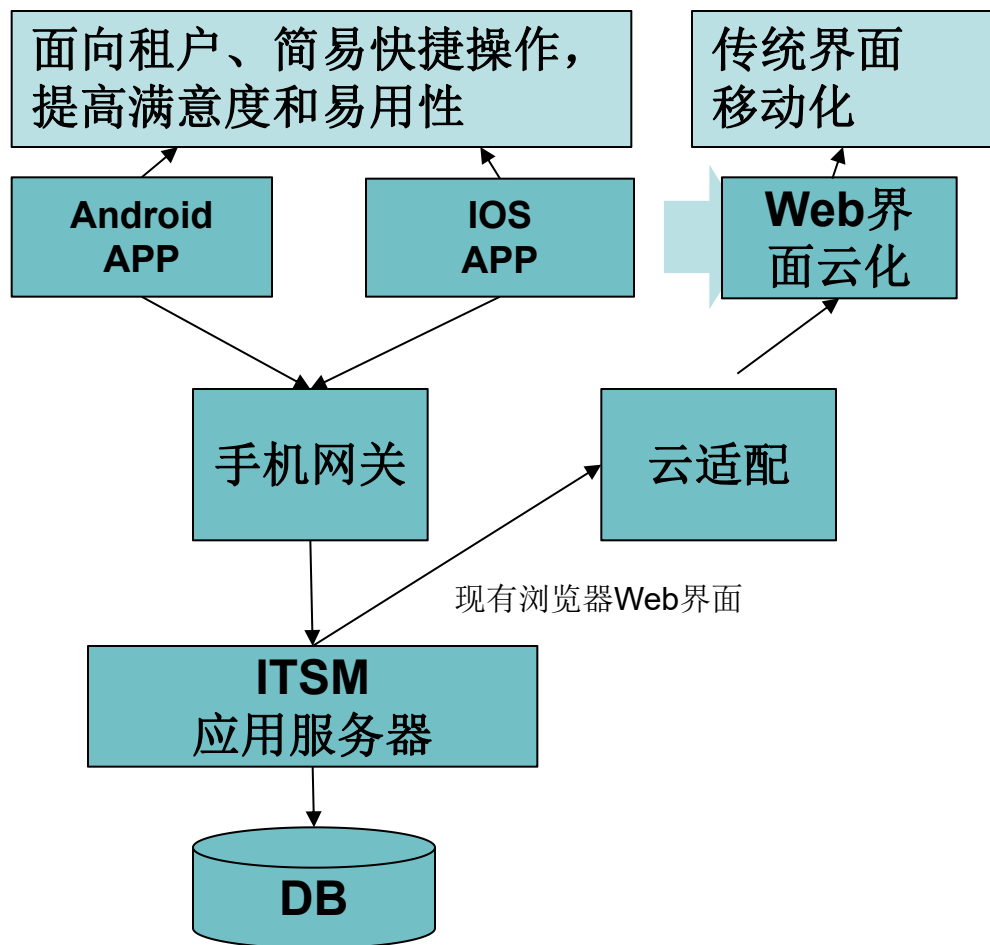 面向租户、简易快捷操作，
提高满意度和易用性
传统界面
移动化
Android
APP
IOS
APP
Web界
面云化
手机网关
云适配
现有浏览器Web界面
ITSM
应用服务器
DB